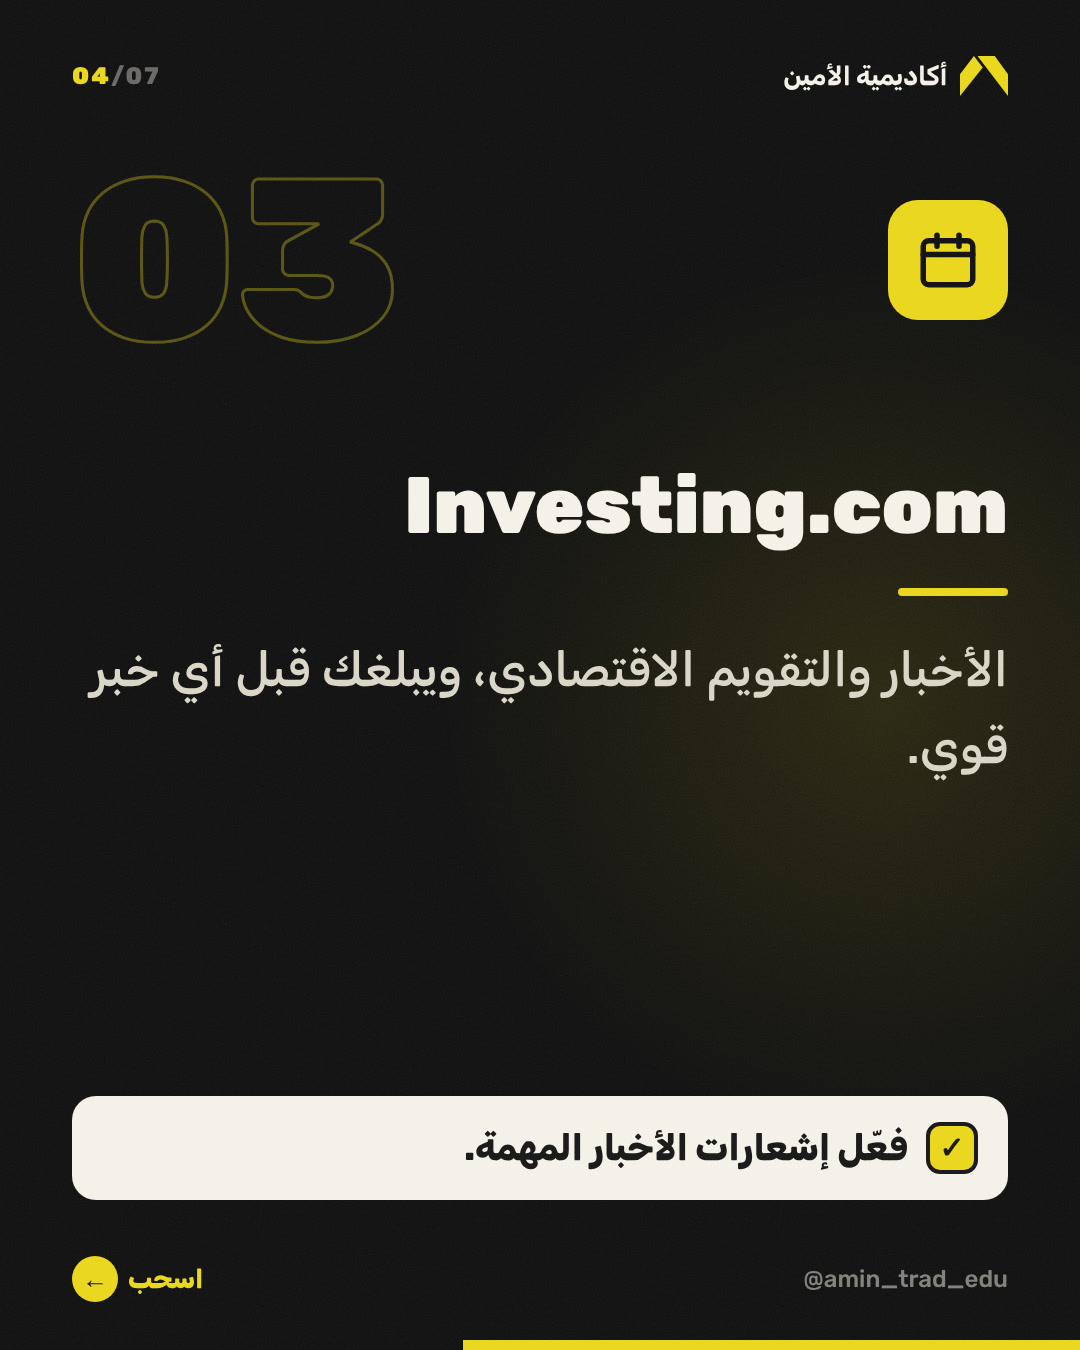 أكاديمية الأمين
04/07
03
Investing.com
الأخبار والتقويم الاقتصادي، ويبلغك قبل أي خبر
قوي.
✓ فعّل إشعارات الأخبار المهمة.
@amin_trad_edu
اسحب ←